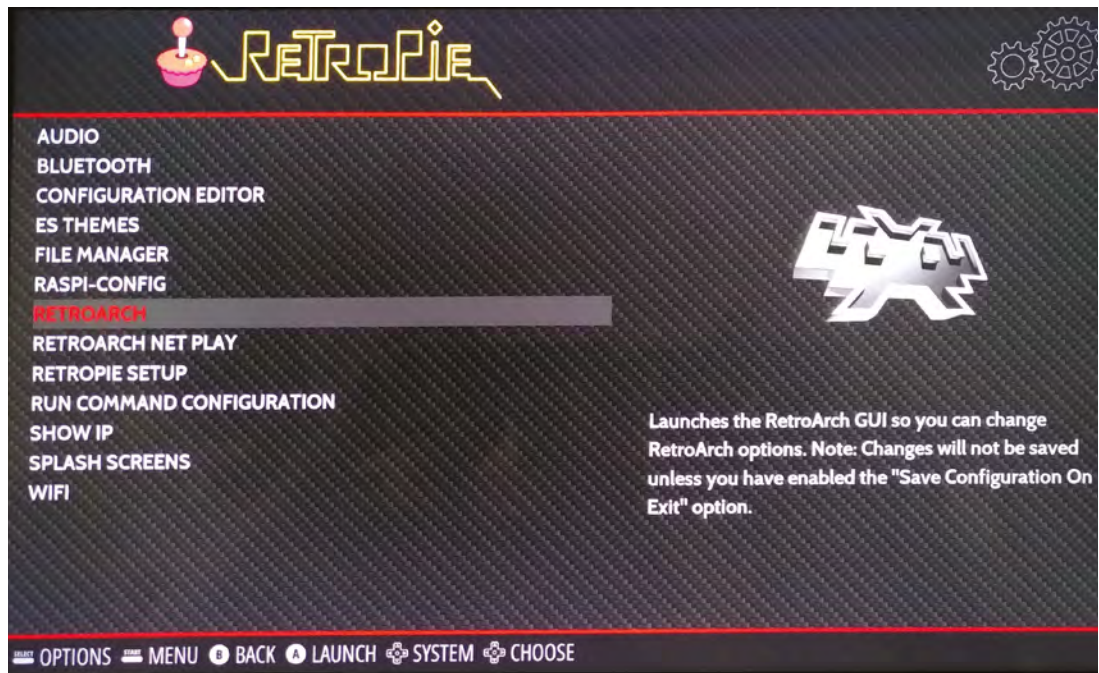 RETROPIE
AUDIO
BLUETOOTH
CONFIGURATION EDITOR
ES THEMES
FILE MANAGER
RASPI-CONFIG
RETROARCH
RETROARCH NET PLAY
RETROPIE SETUP
RUN COMMAND CONFIGURATION
SHOW IP
SPLASH SCREENS
WIFI
Launches the RetroArch GUI so you can change
RetroArch options. Note: Changes will not be saved
unless you have enabled the "Save Configuration On
Exit" option.
SELECT OPTIONS START MENU B BACK A LAUNCH SYSTEM CHOOSE